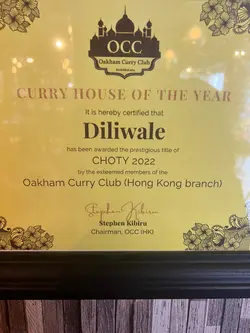 OCC
Oakham Curry Club
CURRY HOUSE OF THE YEAR
It is hereby certified that
Diliwale
has been awarded the prestigious title of
CHOTY 2022
by the esteemed members of the
Oakham Curry Club (Hong Kong branch)
Stephen Kibiru
Stephen Kibiru
Chairman, OCC (HK)